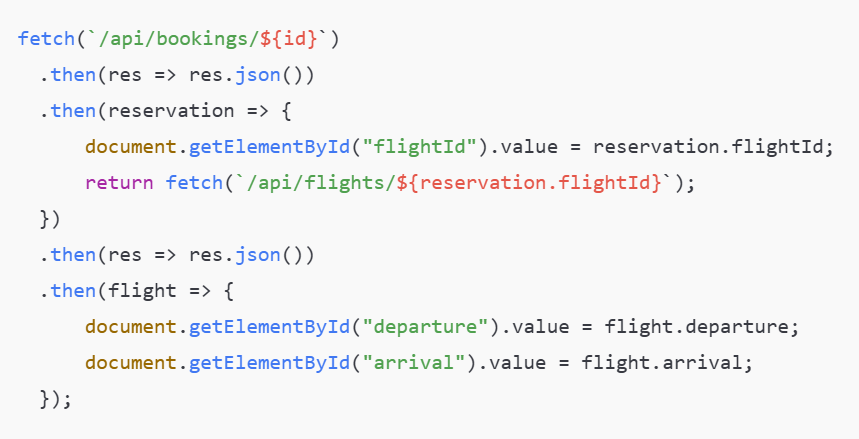 fetch(`/api/bookings/${id}`)
  .then(res => res.json())
  .then(reservation => {
      document.getElementById("flightId").value = reservation.flightId;
      return fetch(`/api/flights/${reservation.flightId}`);
  })
  .then(res => res.json())
  .then(flight => {
      document.getElementById("departure").value = flight.departure;
      document.getElementById("arrival").value = flight.arrival;
  });